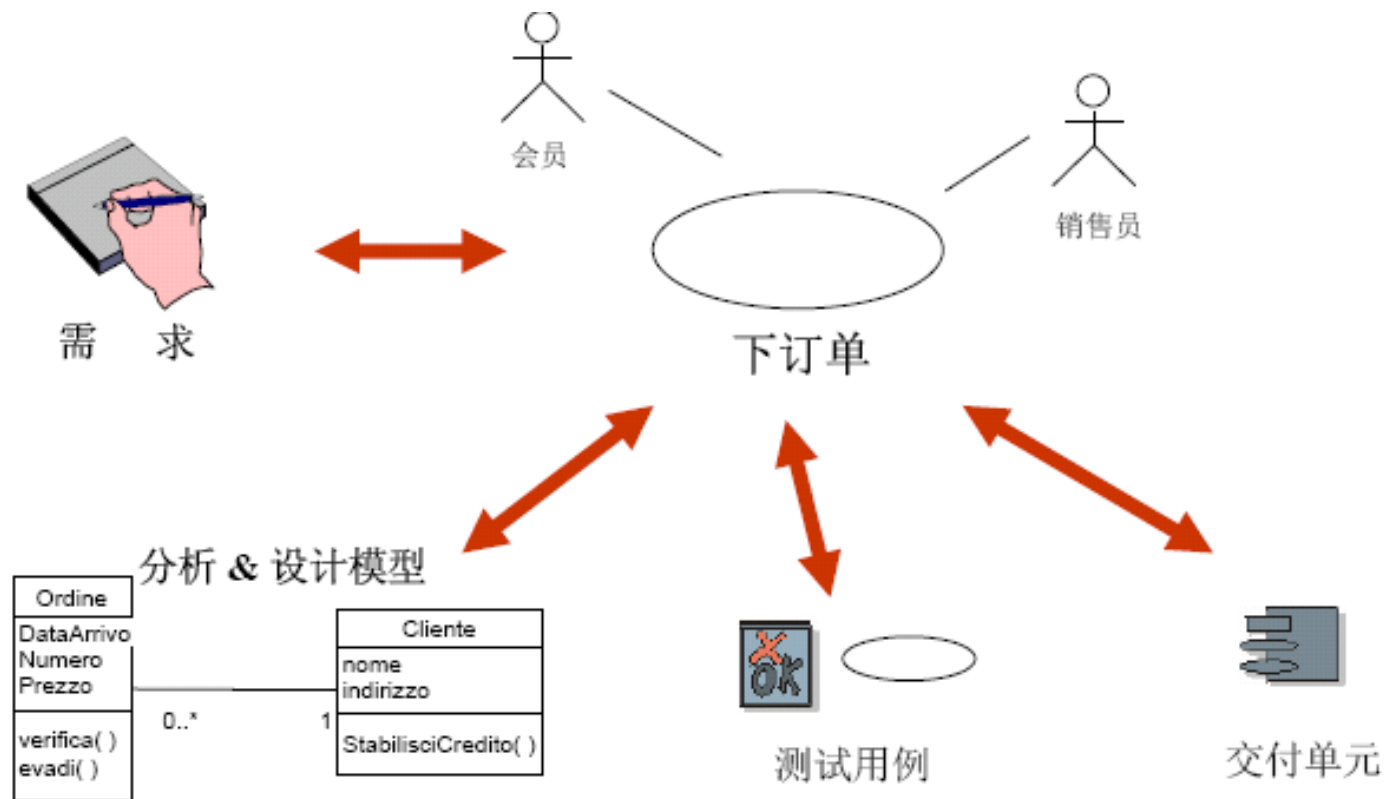 会员
销售员
需 求
下订单
分析 & 设计模型
Ordine
DataArrivo
Numero
Prezzo
verifica( )
evadi( )
0..*
1
Cliente
nome
indirizzo
StabilisciCredito( )
X
OK
测试用例
交付单元